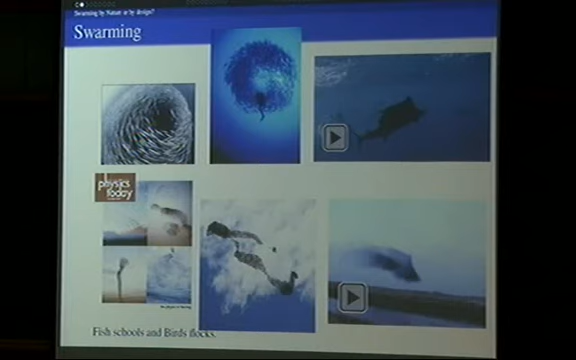 Swarming by Nature or by design?
Swarming
physics
today
Fish schools and Birds flocks.